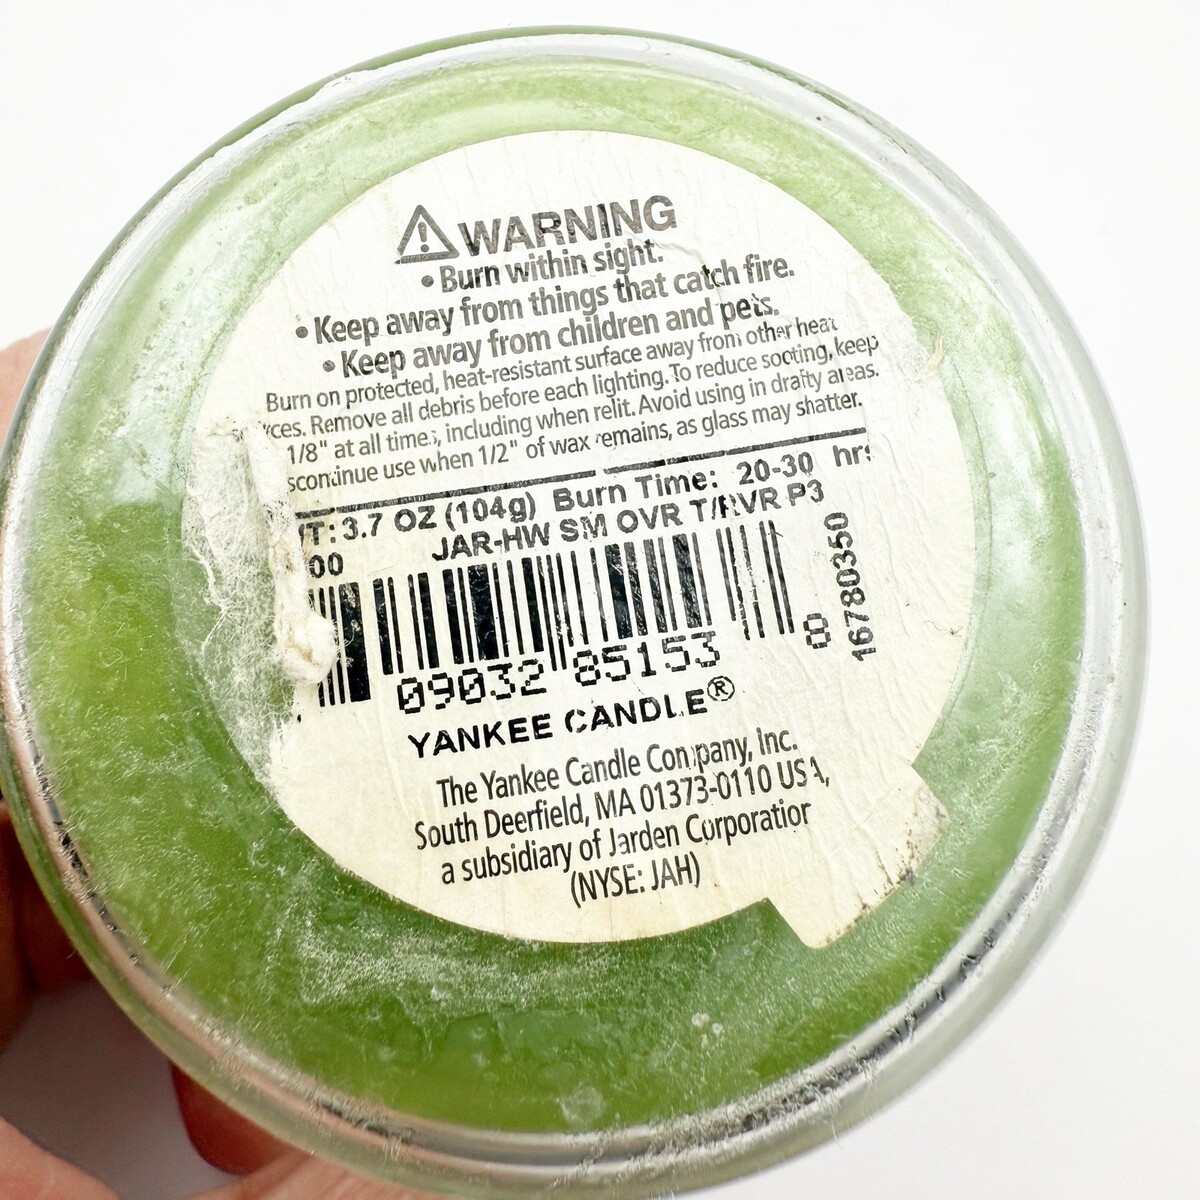 WARNING
• Burn within sight.
• Keep away from things that catch fire.
• Keep away from children and pets.
Burn on protected, heat-resistant surface away from other heat
rces. Remove all debris before each lighting. To reduce sooting, keep
1/8" at all times, including when relit. Avoid using in drafty areas.
scontinue use when 1/2" of wax remains, as glass may shatter.
T: 3.7 OZ (104g) Burn Time: 20-30 hrs
00 JAR-HW SM OVR T/RVR P3
09032 85153 8
16780350
YANKEE CANDLE®
The Yankee Candle Company, Inc.
South Deerfield, MA 01373-0110 USA,
a subsidiary of Jarden Corporation
(NYSE: JAH)